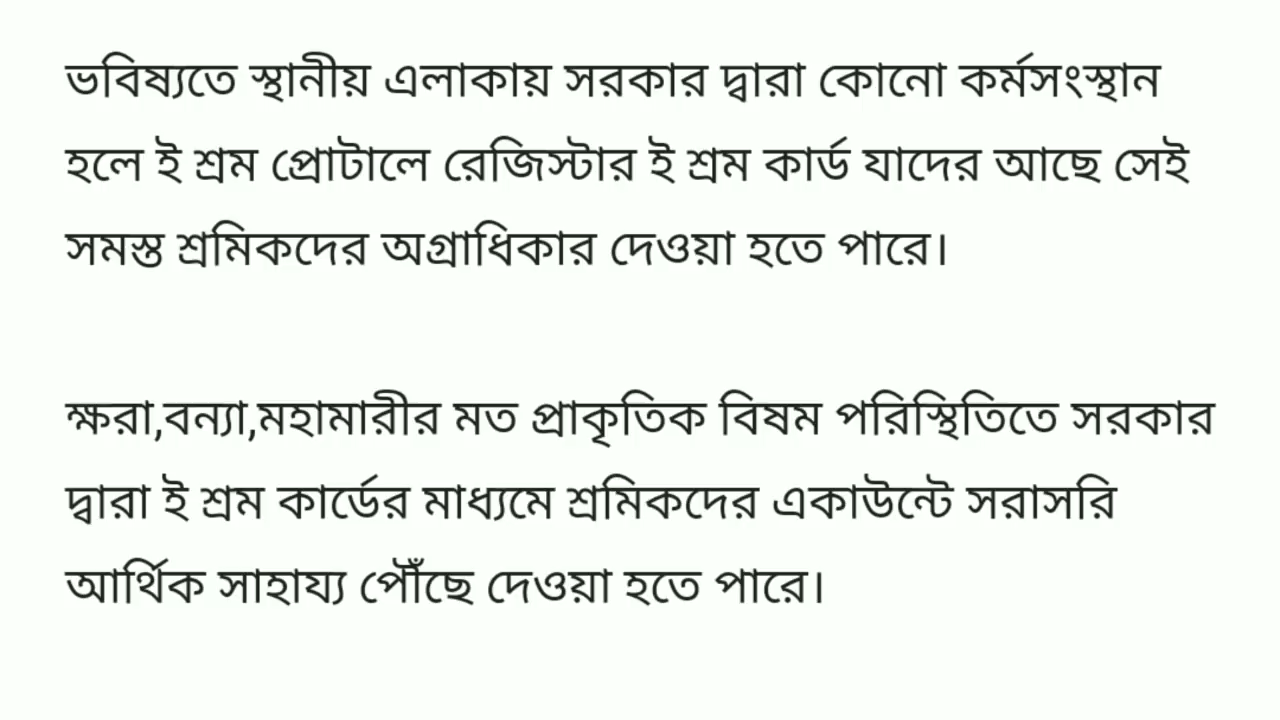 ভবিষ্যতে স্থানীয় এলাকায় সরকার দ্বারা কোনো কর্মসংস্থান
হলে ই শ্রম প্রোটালে রেজিস্টার ই শ্রম কার্ড যাদের আছে সেই
সমস্ত শ্রমিকদের অগ্রাধিকার দেওয়া হতে পারে।
ক্ষরা,বন্যা,মহামারীর মত প্রাকৃতিক বিষম পরিস্থিতিতে সরকার
দ্বারা ই শ্রম কার্ডের মাধ্যমে শ্রমিকদের একাউন্টে সরাসরি
আর্থিক সাহায্য পৌঁছে দেওয়া হতে পারে।